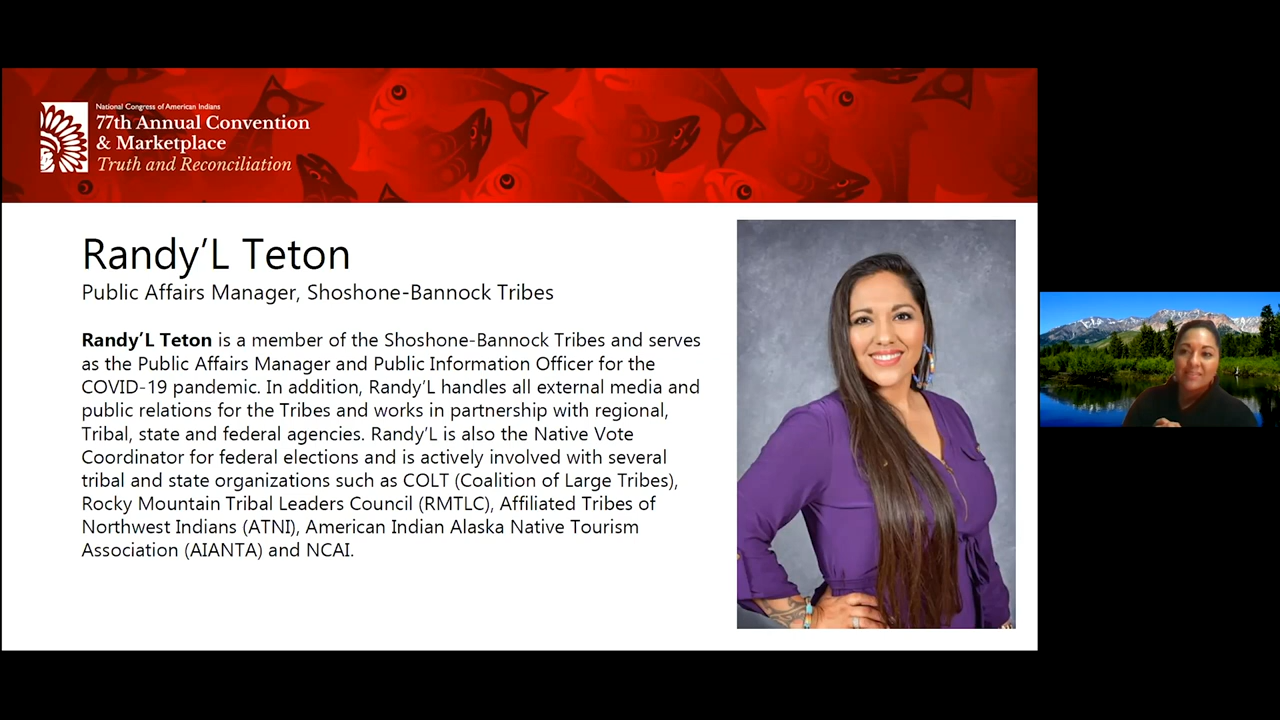 National Congress of American Indians
77th Annual Convention
& Marketplace
Truth and Reconciliation
Randy‘L Teton
Public Affairs Manager, Shoshone-Bannock Tribes
Randy’L Teton is a member of the Shoshone-Bannock Tribes and serves
as the Public Affairs Manager and Public Information Officer for the
COVID-19 pandemic. In addition, Randy’L handles all external media and
public relations for the Tribes and works in partnership with regional,
Tribal, state and federal agencies. Randy’L is also the Native Vote
Coordinator for federal elections and is actively involved with several
tribal and state organizations such as COLT (Coalition of Large Tribes),
Rocky Mountain Tribal Leaders Council (RMTLC), Affiliated Tribes of
Northwest Indians (ATNI), American Indian Alaska Native Tourism
Association (AIANTA) and NCAI.